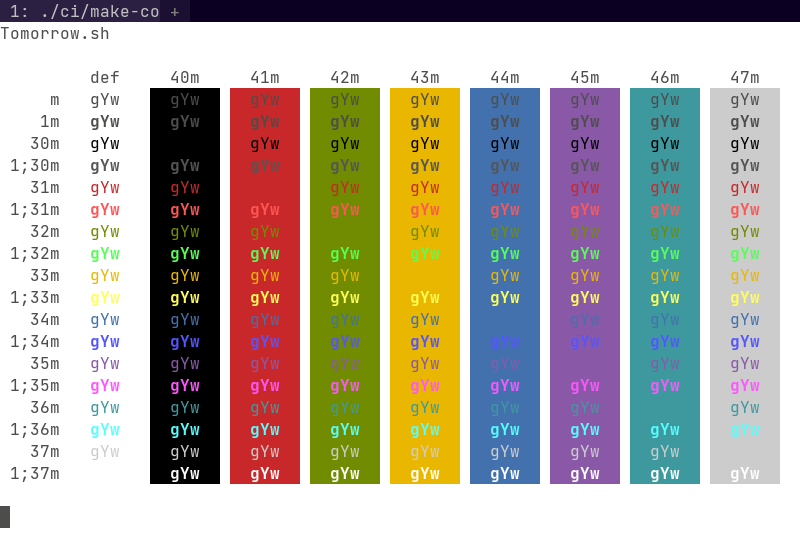 1: ./ci/make-co +
Tomorrow.sh
def 40m 41m 42m 43m 44m 45m 46m 47m
m gYw gYw gYw gYw gYw gYw gYw gYw gYw
1m gYw gYw gYw gYw gYw gYw gYw gYw gYw
30m gYw gYw gYw gYw gYw gYw gYw gYw
1;30m gYw gYw gYw gYw gYw gYw gYw gYw gYw
31m gYw gYw gYw gYw gYw gYw gYw gYw
1;31m gYw gYw gYw gYw gYw gYw gYw gYw gYw
32m gYw gYw gYw gYw gYw gYw gYw gYw
1;32m gYw gYw gYw gYw gYw gYw gYw gYw gYw
33m gYw gYw gYw gYw gYw gYw gYw gYw
1;33m gYw gYw gYw gYw gYw gYw gYw gYw gYw
34m gYw gYw gYw gYw gYw gYw gYw gYw
1;34m gYw gYw gYw gYw gYw gYw gYw gYw gYw
35m gYw gYw gYw gYw gYw gYw gYw gYw
1;35m gYw gYw gYw gYw gYw gYw gYw gYw gYw
36m gYw gYw gYw gYw gYw gYw gYw gYw
1;36m gYw gYw gYw gYw gYw gYw gYw gYw gYw
37m gYw gYw gYw gYw gYw gYw gYw gYw
1;37m gYw gYw gYw gYw gYw gYw gYw gYw